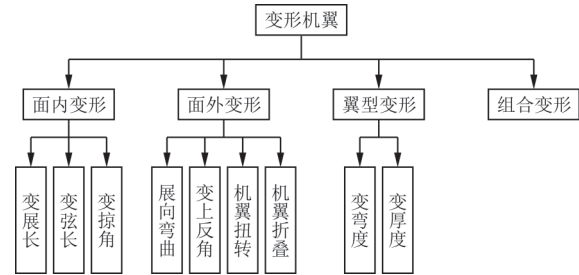 变形机翼
面内变形
面外变形
翼型变形
组合变形
变展长
变弦长
变掠角
展向弯曲
变上反角
机翼扭转
机翼折叠
变弯度
变厚度